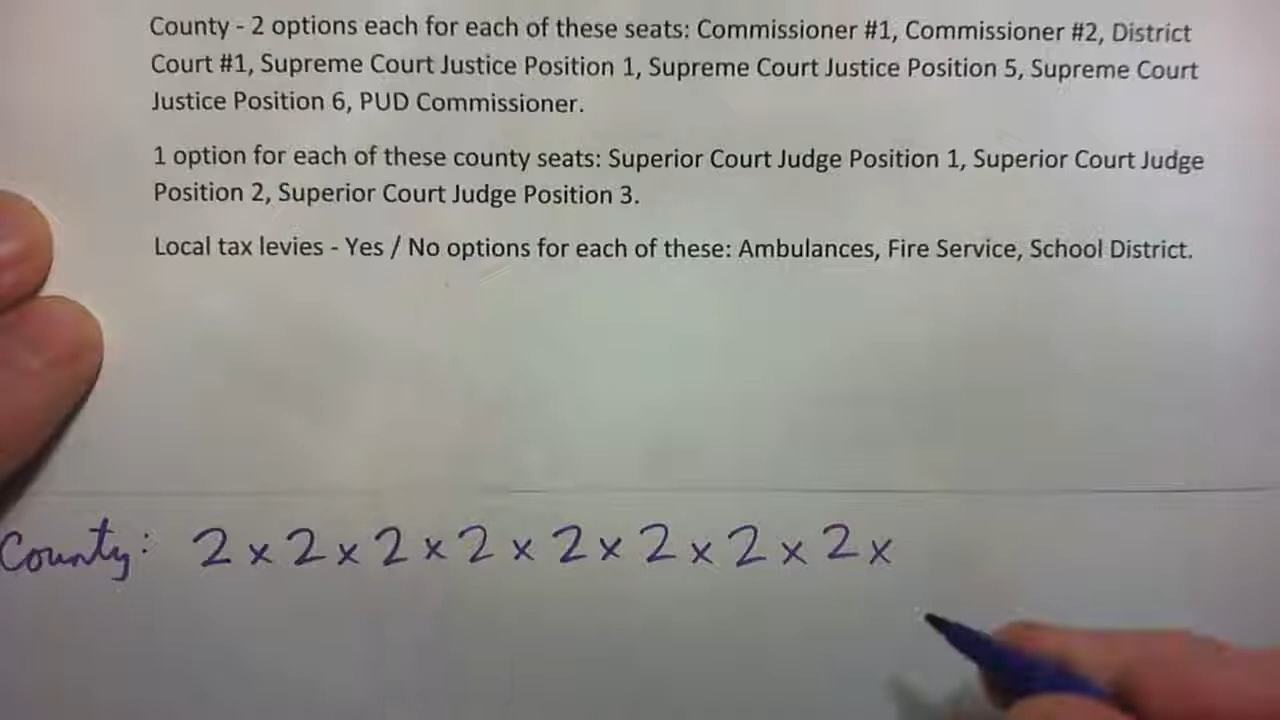 County - 2 options each for each of these seats: Commissioner #1, Commissioner #2, District
Court #1, Supreme Court Justice Position 1, Supreme Court Justice Position 5, Supreme Court
Justice Position 6, PUD Commissioner.
1 option for each of these county seats: Superior Court Judge Position 1, Superior Court Judge
Position 2, Superior Court Judge Position 3.
Local tax levies - Yes / No options for each of these: Ambulances, Fire Service, School District.
County: 2 x 2 x 2 x 2 x 2 x 2 x 2 x 2 x